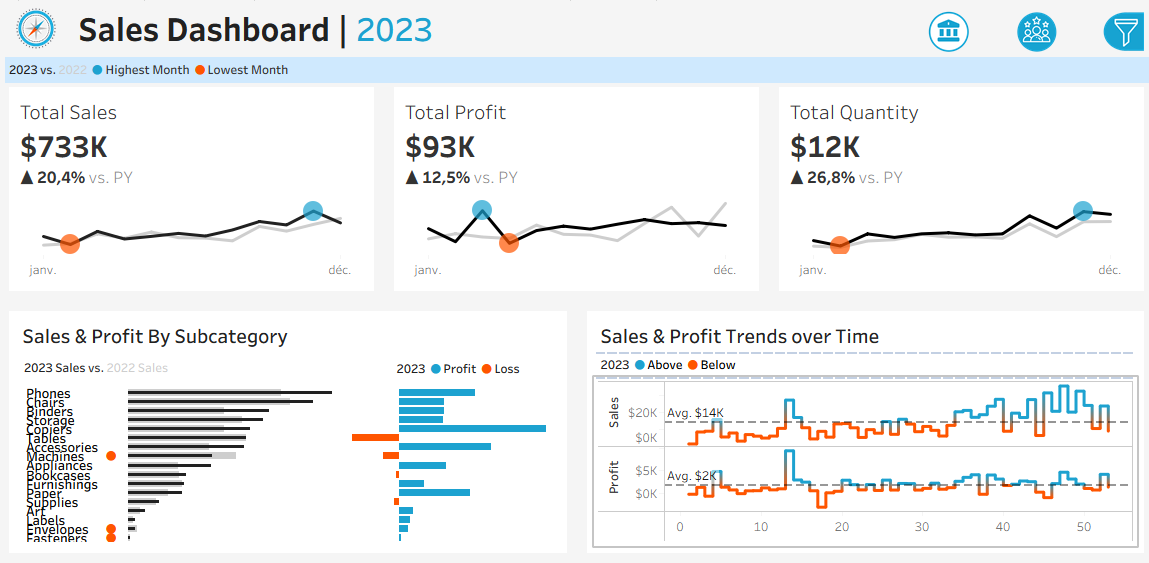 Sales Dashboard | 2023
2023 vs. 2022 Highest Month Lowest Month
Total Sales
$733K
▲ 20,4% vs. PY
janv. déc.
Total Profit
$93K
▲ 12,5% vs. PY
janv. déc.
Total Quantity
$12K
▲ 26,8% vs. PY
janv. déc.
Sales & Profit By Subcategory
2023 Sales vs. 2022 Sales
2023 Profit Loss
Phones
Chairs
Binders
Storage
Copiers
Tables
Accessories
Machines
Appliances
Bookcases
Furnishings
Paper
Supplies
Art
Labels
Envelopes
Fasteners
Sales & Profit Trends over Time
2023 Above Below
Sales
$20K
Avg. $14K
$0K
Profit
$5K
Avg. $2K
$0K
0 10 20 30 40 50